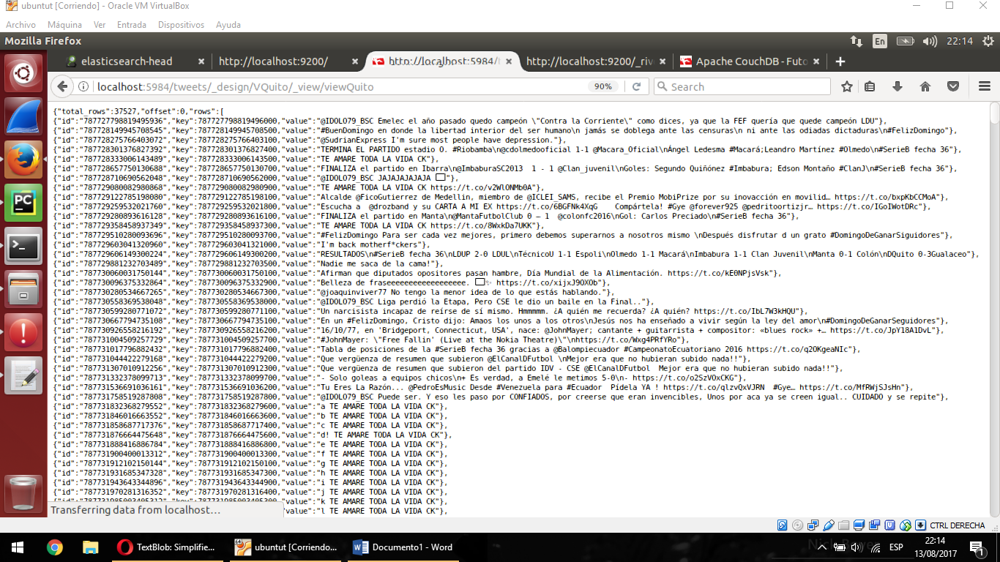 ubuntut [Corriendo] - Oracle VM VirtualBox
Archivo Máquina Ver Entrada Dispositivos Ayuda
Mozilla Firefox
En
22:14
elasticsearch-head
http://localhost:9200/
http://localhost:5984/t
http://localhost:9200/_riv
Apache CouchDB - Futo
localhost:5984/tweets/_design/VQuito/_view/viewQuito
90%
Search
{"total_rows":37527,"offset":0,"rows":[
{"id":"787727798819495936","key":787727798819496000,"value":"@IDOLO79_BSC Emelec el año pasado quedo campeón \"Contra la Corriente\" como dices, ya que la FEF quería que quede campeón LDU"},
{"id":"787728149945708545","key":787728149945708500,"value":"#BuenDomingo en donde la libertad interior del ser humano\n jamás se doblega ante las censuras\n ni ante las odiadas dictaduras\n#FelizDomingo"},
{"id":"787728275766403072","key":787728275766403100,"value":"@SudrianExpress I'm sure most people have depression."},
{"id":"787728301376827392","key":787728301376827400,"value":"TERMINA EL PARTIDO estadio O. #Riobamba\n@cdolmedooficial 1-1 @Macara_Oficial\nÁngel Ledesma #Macará;Leandro Martínez #Olmedo\n#SerieB fecha 36"},
{"id":"787728333006143489","key":787728333006143500,"value":"TE AMARE TODA LA VIDA CK"},
{"id":"787728657750130688","key":787728657750130700,"value":"FINALIZA el partido en Ibarra\n@ImbaburaSC2013  1 - 1 @Clan_juvenil\nGoles: Segundo Quiñónez #Imbabura; Edson Montaño #ClanJ\n#SerieB fecha 36"},
{"id":"787728710690562048","key":787728710690562000,"value":"@IDOLO79_BSC JAJAJAJAJAJA "},
{"id":"787729080082980868","key":787729080082980900,"value":"TE AMARE TODA LA VIDA CK https://t.co/v2WlONMb0A"},
{"id":"787729122785198080","key":787729122785198100,"value":"Alcalde @FicoGutierrez de Medellin, miembro de @ICLEI_SAMS, recibe el Premio MobiPrize por su inovacción en movilid… https://t.co/bxpKbCCMoA"},
{"id":"787729259532021760","key":787729259532021800,"value":"Escucha a  @drozband y su CARTA A MI EX https://t.co/6BGFNk4XqG    Compártela! #Gye @forever925 @pedritoortizjr… https://t.co/IGoIWotDRc"},
{"id":"787729280893616128","key":787729280893616100,"value":"FINALIZA el partido en Manta\n@MantaFutbolClub 0 – 1  @colonfc2016\nGol: Carlos Preciado\n#SerieB fecha 36"},
{"id":"787729358458937349","key":787729358458937300,"value":"TE AMARE TODA LA VIDA CK https://t.co/8WxkDa7UKK"},
{"id":"787729510280093696","key":787729510280093700,"value":"#FelizDomingo Para ser cada vez mejores, primero debemos superarnos a nosotros mismo \nDespués disfrutar d un grato #DomingoDeGanarSiguidores"},
{"id":"787729603041320960","key":787729603041321000,"value":"I'm back motherf*ckers"},
{"id":"787729606149300224","key":787729606149300200,"value":"RESULTADOS\n#SerieB fecha 36\nLDUP 2-0 LDUL\nTécnicoU 1-1 Espoli\nOlmedo 1-1 Macará\nImbabura 1-1 Clan Juvenil\nManta 0-1 Colón\nDQuito 0-3Gualaceo"},
{"id":"787729881232703489","key":787729881232703500,"value":"Nadie me saca de la cama!"},
{"id":"787730060031750144","key":787730060031750100,"value":"Afirman que diputados opositores pasan hambre, Día Mundial de la Alimentación. https://t.co/kE0NPjsVsk"},
{"id":"787730096375332864","key":787730096375332900,"value":"Belleza de fraseeeeeeeeeeeeeeeeee. ✨ https://t.co/xijxJ9OXOb"},
{"id":"787730280534667265","key":787730280534667300,"value":"@joaquinviver77 No tengo la menor idea de lo que estás hablando."},
{"id":"787730558369538048","key":787730558369538000,"value":"@IDOLO79_BSC Liga perdió la Etapa, Pero CSE le dio un baile en la Final.."},
{"id":"787730599280771072","key":787730599280771100,"value":"Un narcisista incapaz de reírse de sí mismo. Hmmmmm. ¿A quién me recuerda? ¿A quién? https://t.co/IbL7W3kHQU"},
{"id":"787730667794735108","key":787730667794735100,"value":"En un #FelizDomingo, Cristo dijo: Amaos los unos a los otros\nJesús nos ha enseñado a vivir según la ley del amor\n#DomingoDeGanarSeguidores"},
{"id":"787730926558216192","key":787730926558216200,"value":"16/10/77, en 'Bridgeport, Connecticut, USA', nace: @JohnMayer; cantante + guitarrista + compositor: «blues rock» +… https://t.co/JpY18A1DvL"},
{"id":"787731004509257729","key":787731004509257700,"value":"#JohnMayer: \"Free Fallin' (Live at the Nokia Theatre)\"\nhttps://t.co/Wxg4PRfYRo"},
{"id":"787731017796882432","key":787731017796882400,"value":"Tabla de posiciones de la #SerieB fecha 36 gracias a @Balompiecuador #CampeonatoEcuatoriano 2016 https://t.co/q2OKgeaNIc"},
{"id":"787731044422279168","key":787731044422279200,"value":"Que vergüenza de resumen que subieron @ElCanalDFutbol \nMejor era que no hubieran subido nada!!"},
{"id":"787731307010912256","key":787731307010912300,"value":"Que vergüenza de resumen que subieron del partido IDV - CSE @ElCanalDFutbol  Mejor era que no hubieran subido nada!!"},
{"id":"787731332378099713","key":787731332378099700,"value":"- Solo goleas a equipos chicos\n+ Es verdad, a Emelé le metimos 5-0\n- https://t.co/o2SzVOxCKG"},
{"id":"787731536691036161","key":787731536691036200,"value":"Tu Eres La Razón... @PedroEsMusic Desde #Venezuela para #Ecuador  Pídela YA ! https://t.co/qlzvQxVJRN  #Gye… https://t.co/MfRWjSJsHn"},
{"id":"787731758519287808","key":787731758519287800,"value":"@IDOLO79_BSC Puede ser. Y eso les paso por CONFIADOS, por creerse que eran invencibles, Unos por aca ya se creen igual.. CUIDADO y se repite"},
{"id":"787731832368279552","key":787731832368279600,"value":"a TE AMARE TODA LA VIDA CK"},
{"id":"787731846016663552","key":787731846016663600,"value":"b TE AMARE TODA LA VIDA CK"},
{"id":"787731858687717376","key":787731858687717400,"value":"c TE AMARE TODA LA VIDA CK"},
{"id":"787731876664475648","key":787731876664475600,"value":"d! TE AMARE TODA LA VIDA CK"},
{"id":"787731888416886784","key":787731888416886800,"value":"e TE AMARE TODA LA VIDA CK"},
{"id":"787731900400013312","key":787731900400013300,"value":"f TE AMARE TODA LA VIDA CK"},
{"id":"787731912102150144","key":787731912102150100,"value":"g TE AMARE TODA LA VIDA CK"},
{"id":"787731931685347328","key":787731931685347300,"value":"h TE AMARE TODA LA VIDA CK"},
{"id":"787731943643344896","key":787731943643344900,"value":"i TE AMARE TODA LA VIDA CK"},
{"id":"787731970281316352","key":787731970281316400,"value":"j TE AMARE TODA LA VIDA CK"},
"value":"k TE AMARE TODA LA VIDA CK"},
"value":"l TE AMARE TODA LA VIDA CK"},
Transferring data from localhost...
CTRL DERECHA
TextBlob: Simplifie...
ubuntut [Corriendo...
Documento1 - Word
ESP
22:14
13/08/2017
1